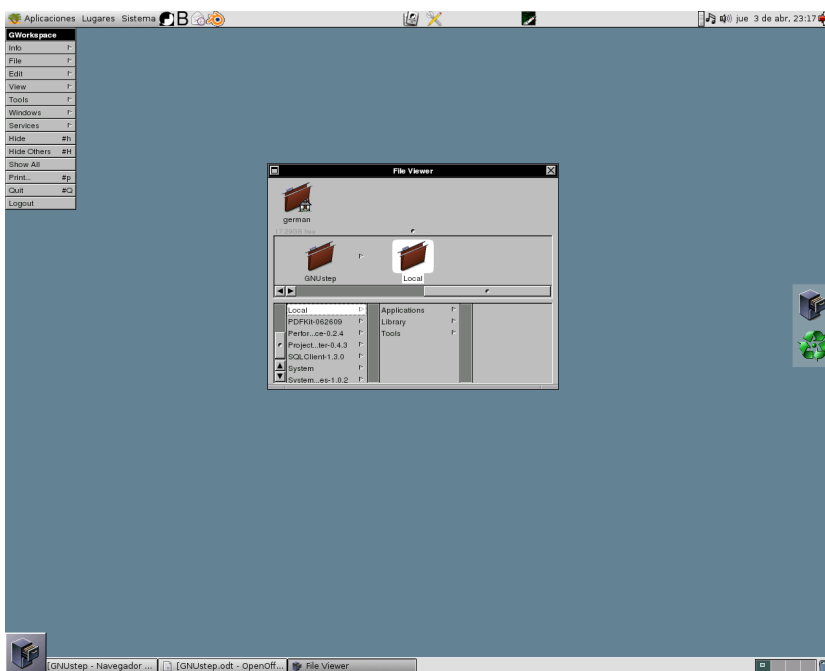 Aplicaciones Lugares Sistema B jue 3 de abr, 23:17
GWorkspace
Info
File
Edit
View
Tools
Windows
Services
Hide #h
Hide Others #H
Show All
Print... #p
Quit #Q
Logout
File Viewer
german
GNUstep Local
Local
PDFKit-062609
Perfor...ce-0.2.4
Project...ter-0.4.3
SQLClient-1.3.0
System
System...es-1.0.2
Applications
Library
Tools
[GNUstep - Navegador ... [GNUstep.odt - OpenOff... File Viewer